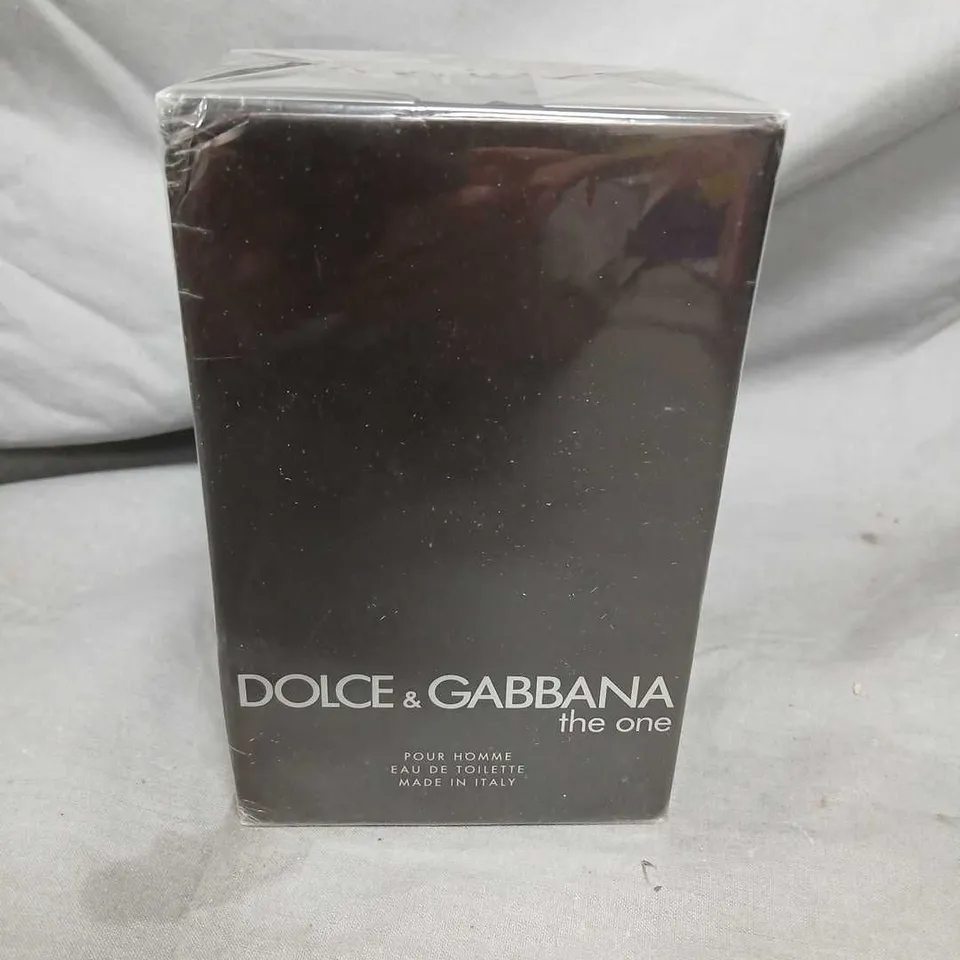 DOLCE & GABBANA
the one
POUR HOMME
EAU DE TOILETTE
MADE IN ITALY